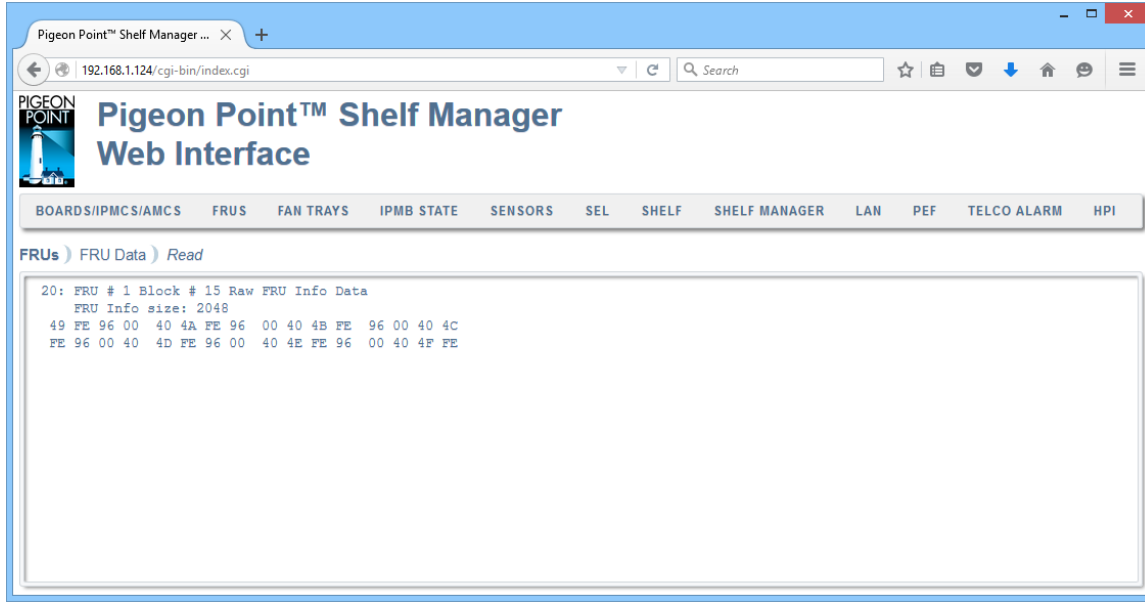 Pigeon Point™ Shelf Manager ...
192.168.1.124/cgi-bin/index.cgi
Search
PIGEON
POINT
Pigeon Point™ Shelf Manager
Web Interface
BOARDS/IPMCS/AMCS FRUS FAN TRAYS IPMB STATE SENSORS SEL SHELF SHELF MANAGER LAN PEF TELCO ALARM HPI
FRUs FRU Data Read
20: FRU # 1 Block # 15 Raw FRU Info Data
FRU Info size: 2048
49 FE 96 00 40 4A FE 96 00 40 4B FE 96 00 40 4C
FE 96 00 40 4D FE 96 00 40 4E FE 96 00 40 4F FE